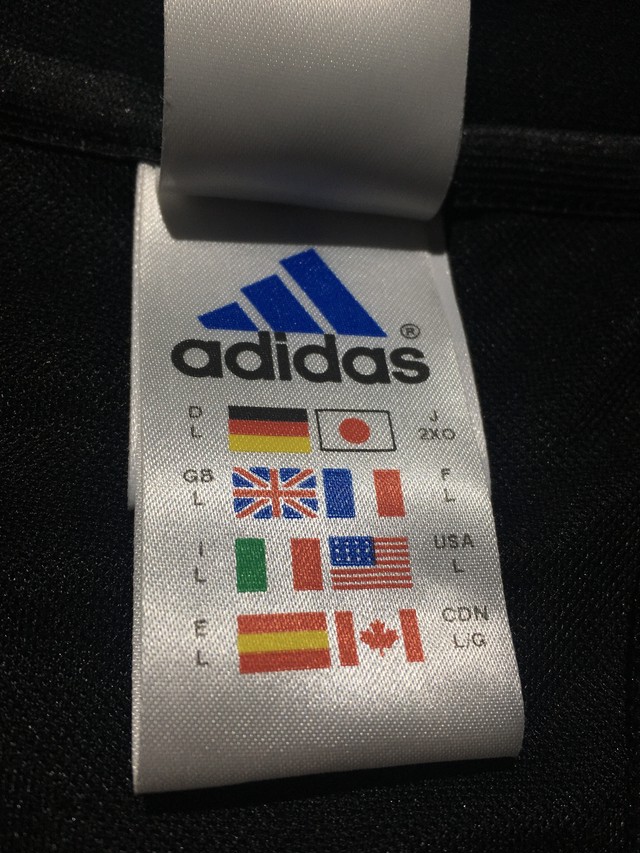 adidas®
D J
L 2XO
GB F
L L
I USA
L L
E CDN
L L/G